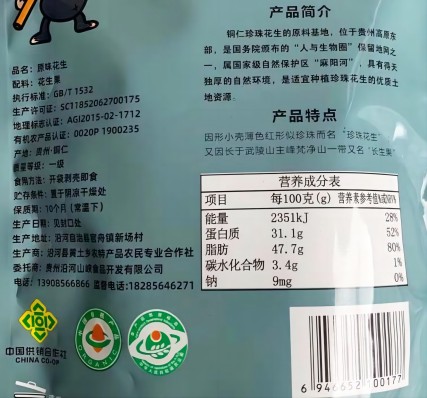 品名：原味花生
配料：花生果
执行标准：GB/T 1532
生产许可证：SC11852062700175
地理标志认证：AGI2015-02-1712
有机农产品认证：0020P 1900235
产地：贵州·铜仁
质量等级：一级
食用方法：开袋剥壳即食
贮存条件：置于阴凉干燥处
保质期：10个月（常温下）
生产日期：见封口处
生产地址：沿河自治县官舟镇新场村
生产商：沿河县黄土乡农特产品农民专业合作社
委托商：贵州沿河山峡食品开发有限公司
电话：13908566866 监督电话：18285646271
中国供销合作社
CHINA CO-OP
产品简介
铜仁珍珠花生的原料基地，位于贵州高原东
部，是国务院颁布的“人与生物圈”保留地网之
一，属国家级自然保护区“麻阳河”，具有得天
独厚的自然环境，是适宜种植珍珠花生的优质土
地资源。
产品特点
因形小壳薄色红形似珍珠而名“珍珠花生”
又因长于武陵山主峰梵净山一带又名“长生果”
营养成分表
项目 每100克(g) 营养素参考值%或NRV%
能量 2351kJ 28%
蛋白质 31.1g 52%
脂肪 47.7g 80%
碳水化合物 3.4g 1%
钠 9mg 0%
6 946652 100177